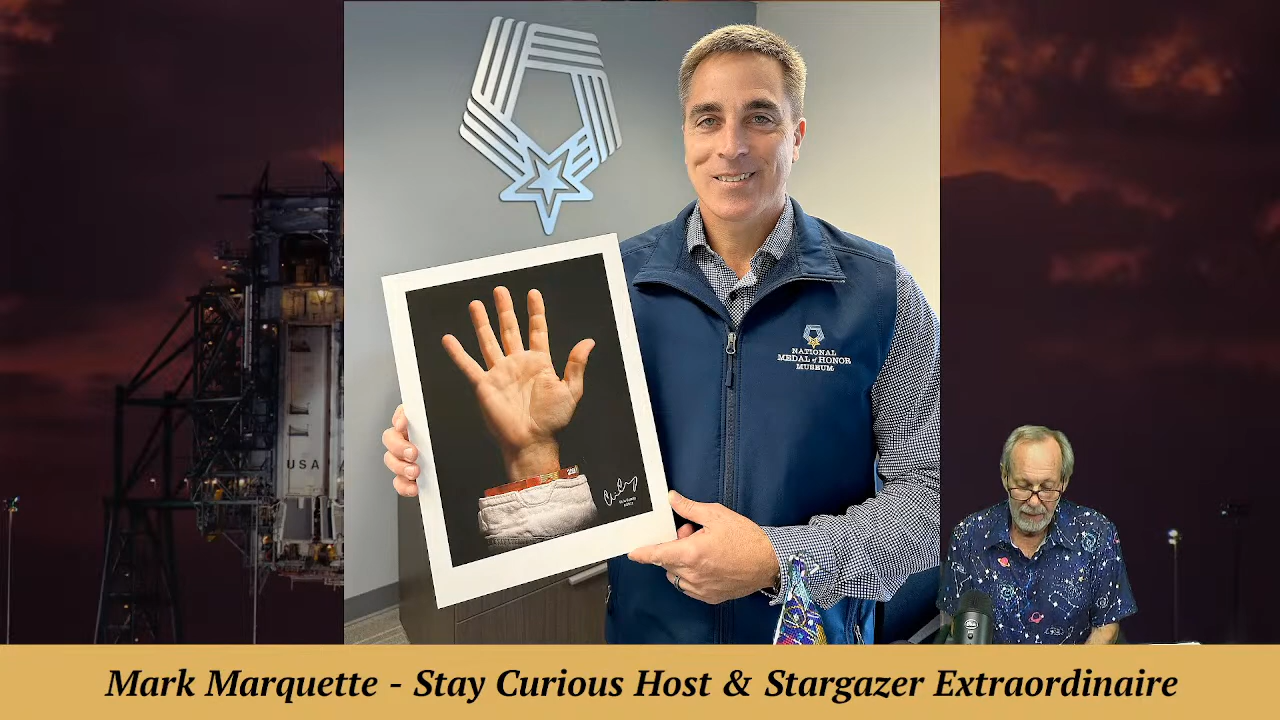 USA
NATIONAL
MEDAL of HONOR
MUSEUM
Mark Marquette - Stay Curious Host & Stargazer Extraordinaire